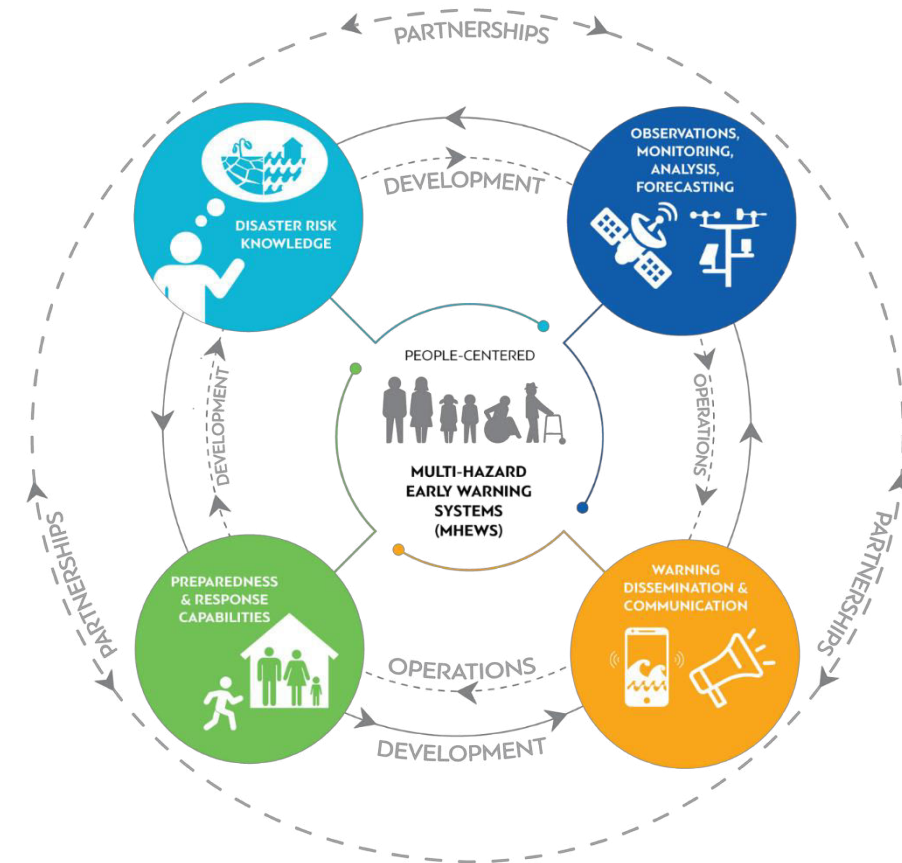 PARTNERSHIPS
OBSERVATIONS,
MONITORING,
ANALYSIS,
FORECASTING
DEVELOPMENT
DISASTER RISK
KNOWLEDGE
PEOPLE-CENTERED
DEVELOPMENT
OPERATIONS
MULTI-HAZARD
EARLY WARNING
SYSTEMS
(MHEWS)
PARTNERSHIPS
PARTNERSHIPS
PREPAREDNESS
& RESPONSE
CAPABILITIES
WARNING
DISSEMINATION &
COMMUNICATION
OPERATIONS
DEVELOPMENT